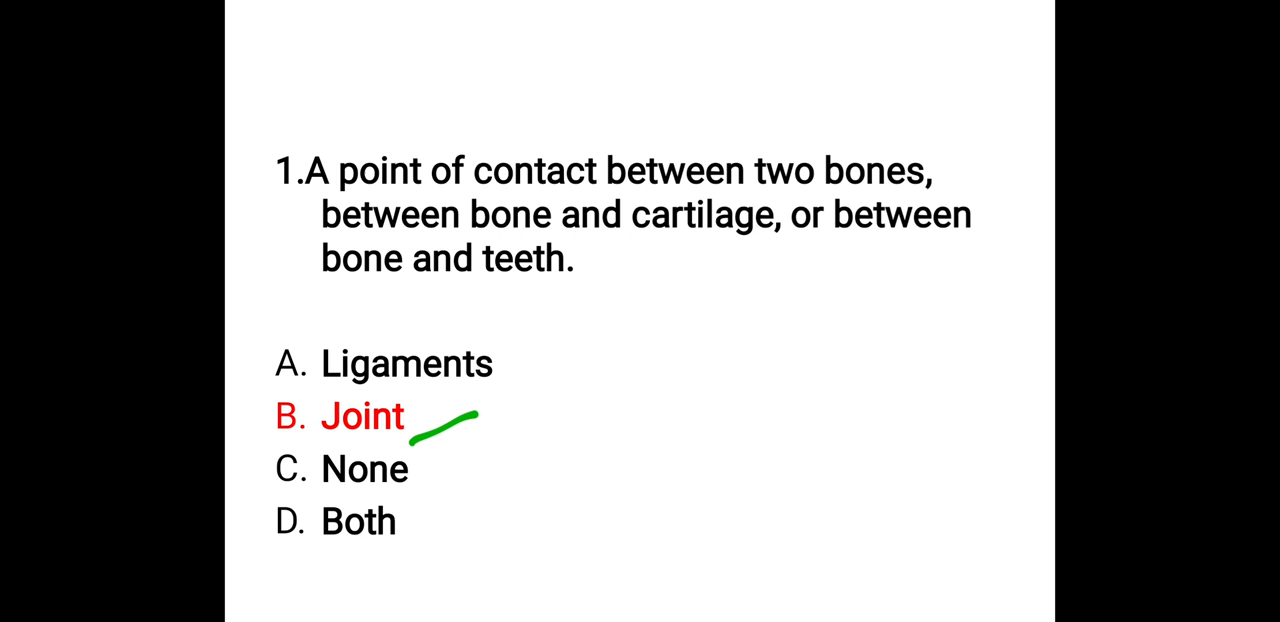 1.A point of contact between two bones,
between bone and cartilage, or between
bone and teeth.
A. Ligaments
B. Joint
C. None
D. Both